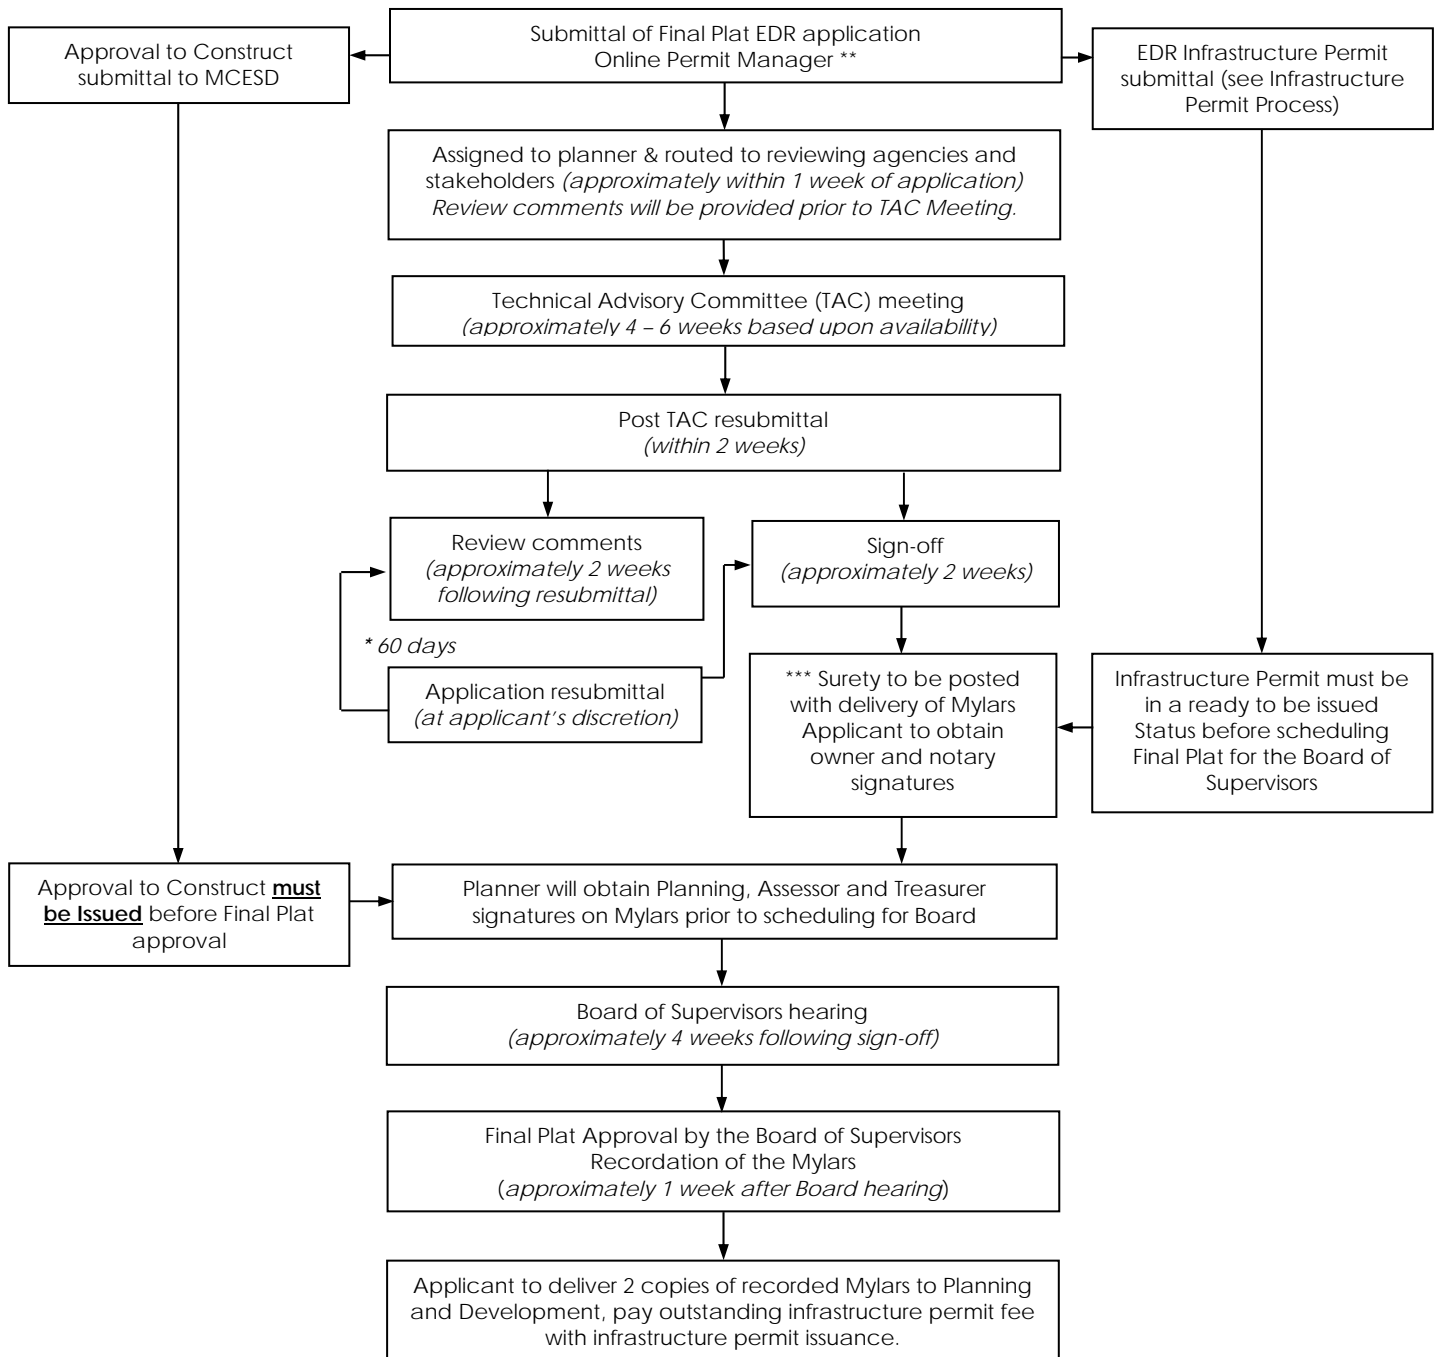 Submittal of Final Plat EDR application
Online Permit Manager **
Approval to Construct
submittal to MCESD
EDR Infrastructure Permit
submittal (see Infrastructure
Permit Process)
Assigned to planner & routed to reviewing agencies and
stakeholders (approximately within 1 week of application)
Review comments will be provided prior to TAC Meeting.
Technical Advisory Committee (TAC) meeting
(approximately 4 – 6 weeks based upon availability)
Post TAC resubmittal
(within 2 weeks)
Review comments
(approximately 2 weeks
following resubmittal)
Sign-off
(approximately 2 weeks)
* 60 days
Application resubmittal
(at applicant's discretion)
*** Surety to be posted
with delivery of Mylars
Applicant to obtain
owner and notary
signatures
Infrastructure Permit must be
in a ready to be issued
Status before scheduling
Final Plat for the Board of
Supervisors
Approval to Construct must
be Issued before Final Plat
approval
Planner will obtain Planning, Assessor and Treasurer
signatures on Mylars prior to scheduling for Board
Board of Supervisors hearing
(approximately 4 weeks following sign-off)
Final Plat Approval by the Board of Supervisors
Recordation of the Mylars
(approximately 1 week after Board hearing)
Applicant to deliver 2 copies of recorded Mylars to Planning
and Development, pay outstanding infrastructure permit fee
with infrastructure permit issuance.